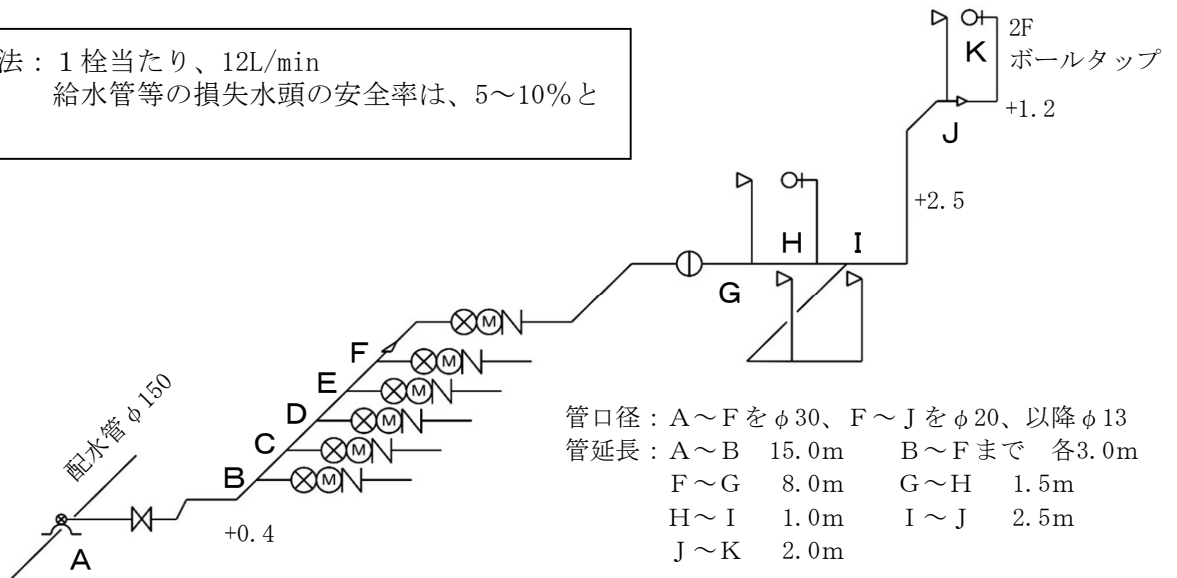 法：１栓当たり、12L/min
給水管等の損失水頭の安全率は、5～10％と
2F
ボールタップ
K
+1.2
J
+2.5
H
I
G
M
F
M
E
M
D
M
C
M
B
M
配水管φ150
+0.4
A
管口径：Ａ～Ｆをφ30、Ｆ～Ｊをφ20、以降φ13
管延長：Ａ～Ｂ　15.0m　　Ｂ～Ｆまで　各3.0m
Ｆ～Ｇ　8.0m　　Ｇ～Ｈ　1.5m
Ｈ～Ｉ　1.0m　　Ｉ～Ｊ　2.5m
Ｊ～Ｋ　2.0m